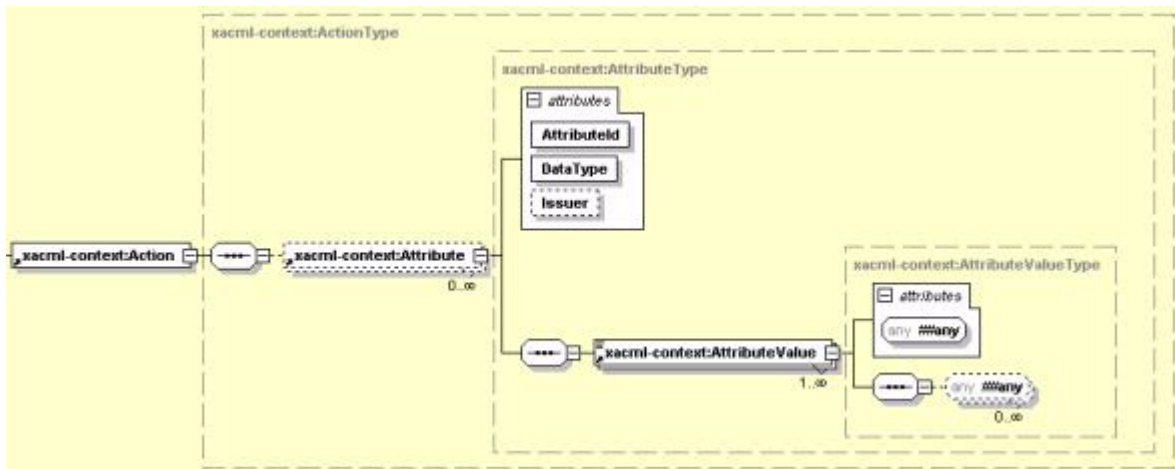 xacml-context:ActionType
xacml-context:AttributeType
attributes
AttributeId
DataType
Issuer
xacml-context:Action
xacml-context:Attribute
0..∞
xacml-context:AttributeValueType
attributes
any ##any
xacml-context:AttributeValue
1..∞
any ##any
0..∞